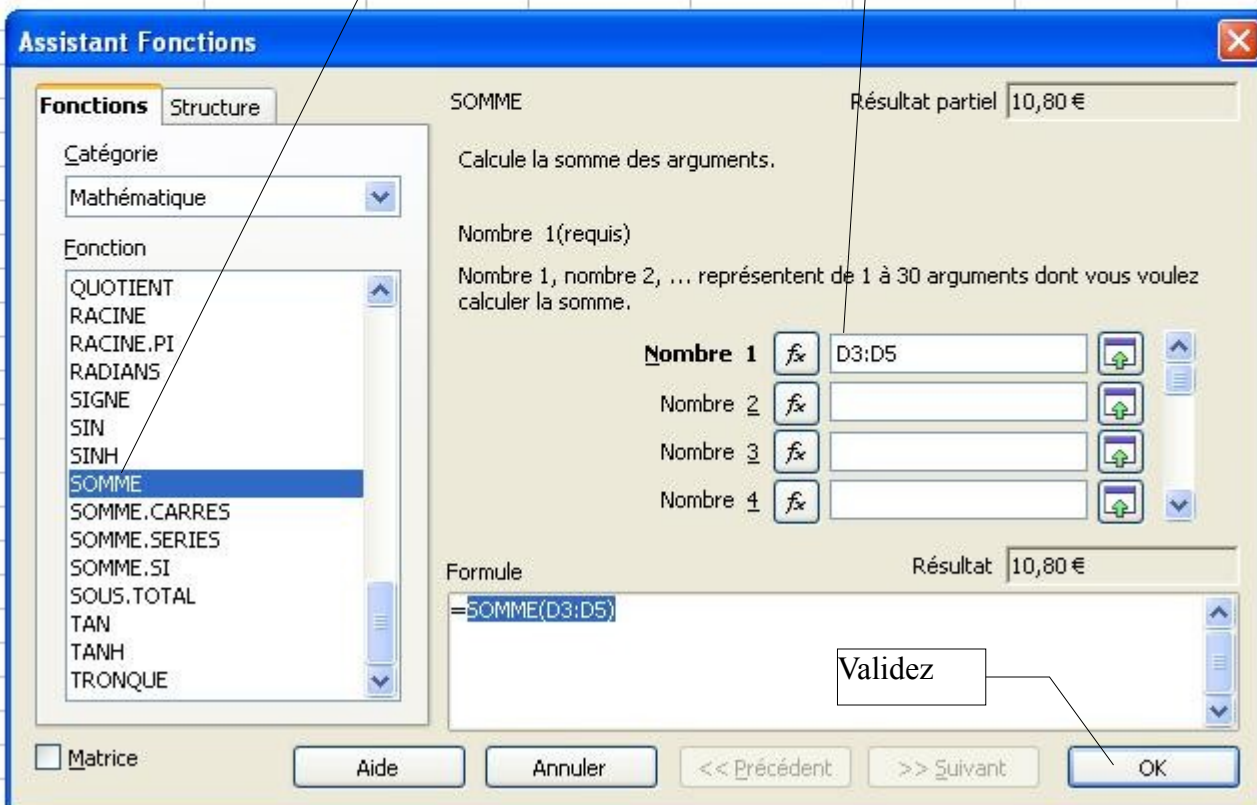 Assistant Fonctions
Fonctions Structure
SOMME
Résultat partiel 10,80 €
Catégorie
Mathématique
Calcule la somme des arguments.
Fonction
QUOTIENT
RACINE
RACINE.PI
RADIANS
SIGNE
SIN
SINH
SOMME
SOMME.CARRES
SOMME.SERIES
SOMME.SI
SOUS.TOTAL
TAN
TANH
TRONQUE
Nombre 1(requis)
Nombre 1, nombre 2, ... représentent de 1 à 30 arguments dont vous voulez
calculer la somme.
Nombre 1 fx D3:D5
Nombre 2 fx
Nombre 3 fx
Nombre 4 fx
Formule
Résultat 10,80 €
=SOMME(D3:D5)
Validez
Matrice
Aide
Annuler
<< Précédent
>> Suivant
OK